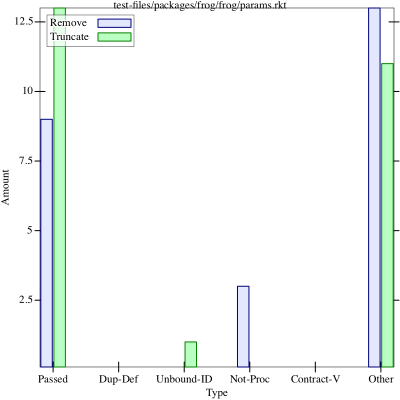 test-files/packages/frog/frog/params.rkt
Remove
Truncate
12.5
10
7.5
5
2.5
Amount
Passed Dup-Def Unbound-ID Not-Proc Contract-V Other
Type